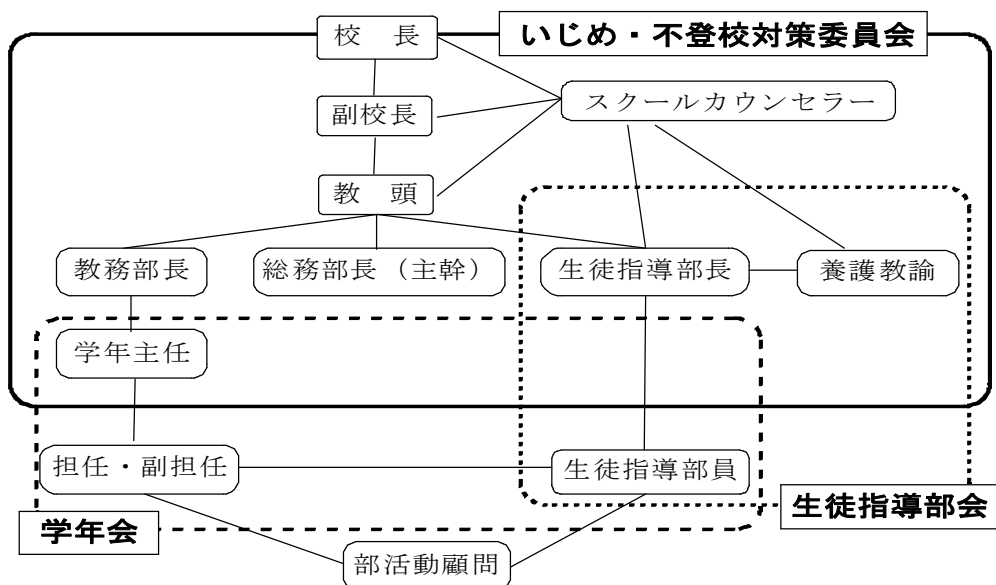 校　長
いじめ・不登校対策委員会
スクールカウンセラー
副校長
教　頭
教務部長
総務部長（主幹）
生徒指導部長
養護教諭
学年主任
担任・副担任
生徒指導部員
生徒指導部会
学年会
部活動顧問